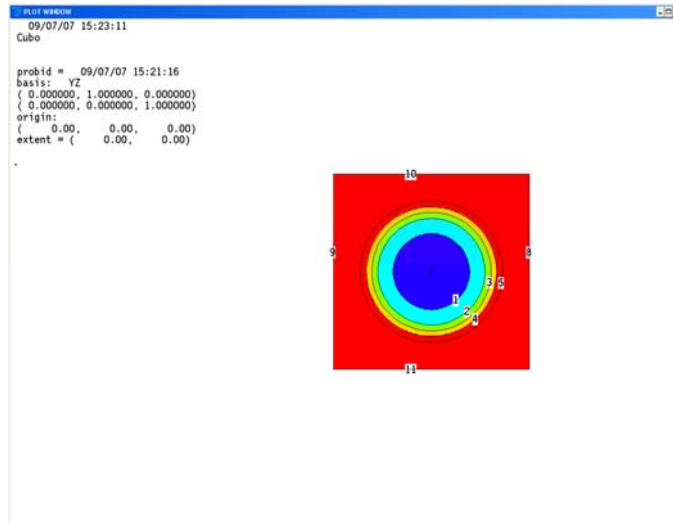 PLOT WINDOW
09/07/07 15:23:11
Cubo
probid = 09/07/07 15:21:16
basis: YZ
( 0.000000, 1.000000, 0.000000)
( 0.000000, 0.000000, 1.000000)
origin:
( 0.00, 0.00, 0.00)
extent = ( 0.00, 0.00)
10
9
8
3 5
1
2
4
11